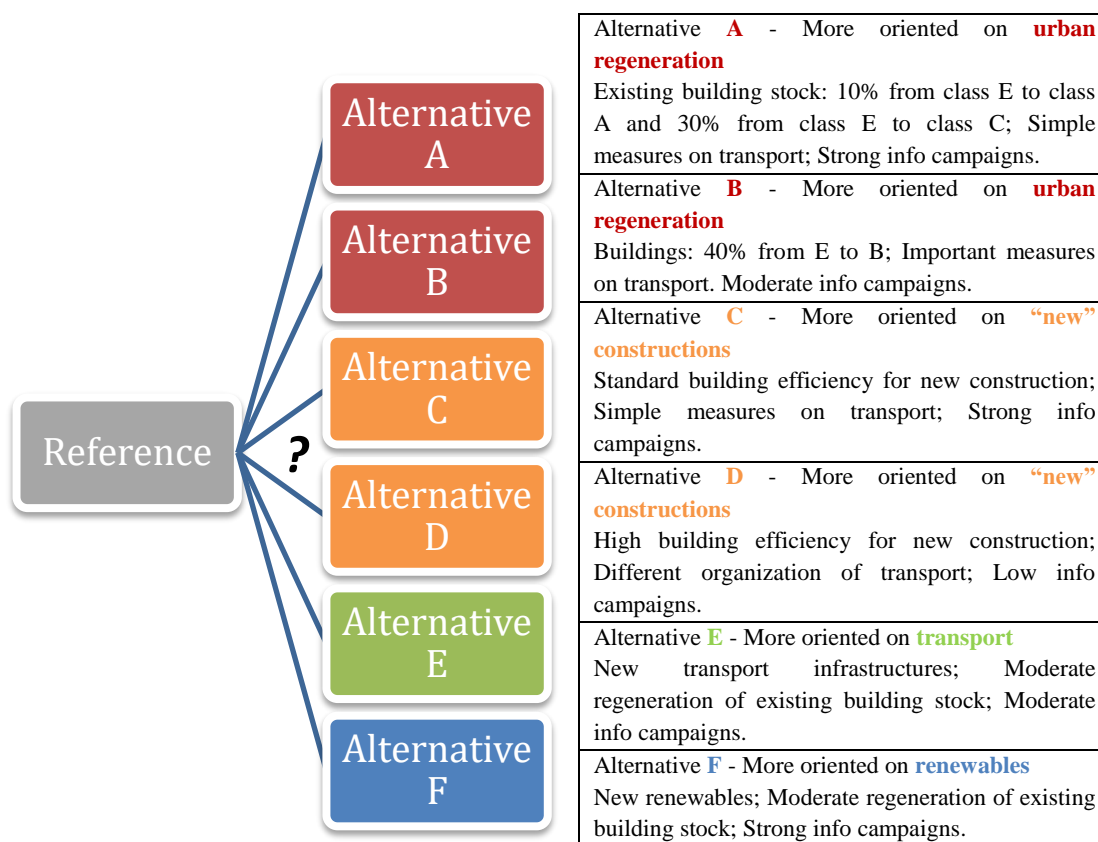 Reference
?
Alternative
A
Alternative
B
Alternative
C
Alternative
D
Alternative
E
Alternative
F
Alternative A - More oriented on urban
regeneration
Existing building stock: 10% from class E to class
A and 30% from class E to class C; Simple
measures on transport; Strong info campaigns.
Alternative B - More oriented on urban
regeneration
Buildings: 40% from E to B; Important measures
on transport. Moderate info campaigns.
Alternative C - More oriented on “new”
constructions
Standard building efficiency for new construction;
Simple measures on transport; Strong info
campaigns.
Alternative D - More oriented on “new”
constructions
High building efficiency for new construction;
Different organization of transport; Low info
campaigns.
Alternative E - More oriented on transport
New transport infrastructures; Moderate
regeneration of existing building stock; Moderate
info campaigns.
Alternative F - More oriented on renewables
New renewables; Moderate regeneration of existing
building stock; Strong info campaigns.